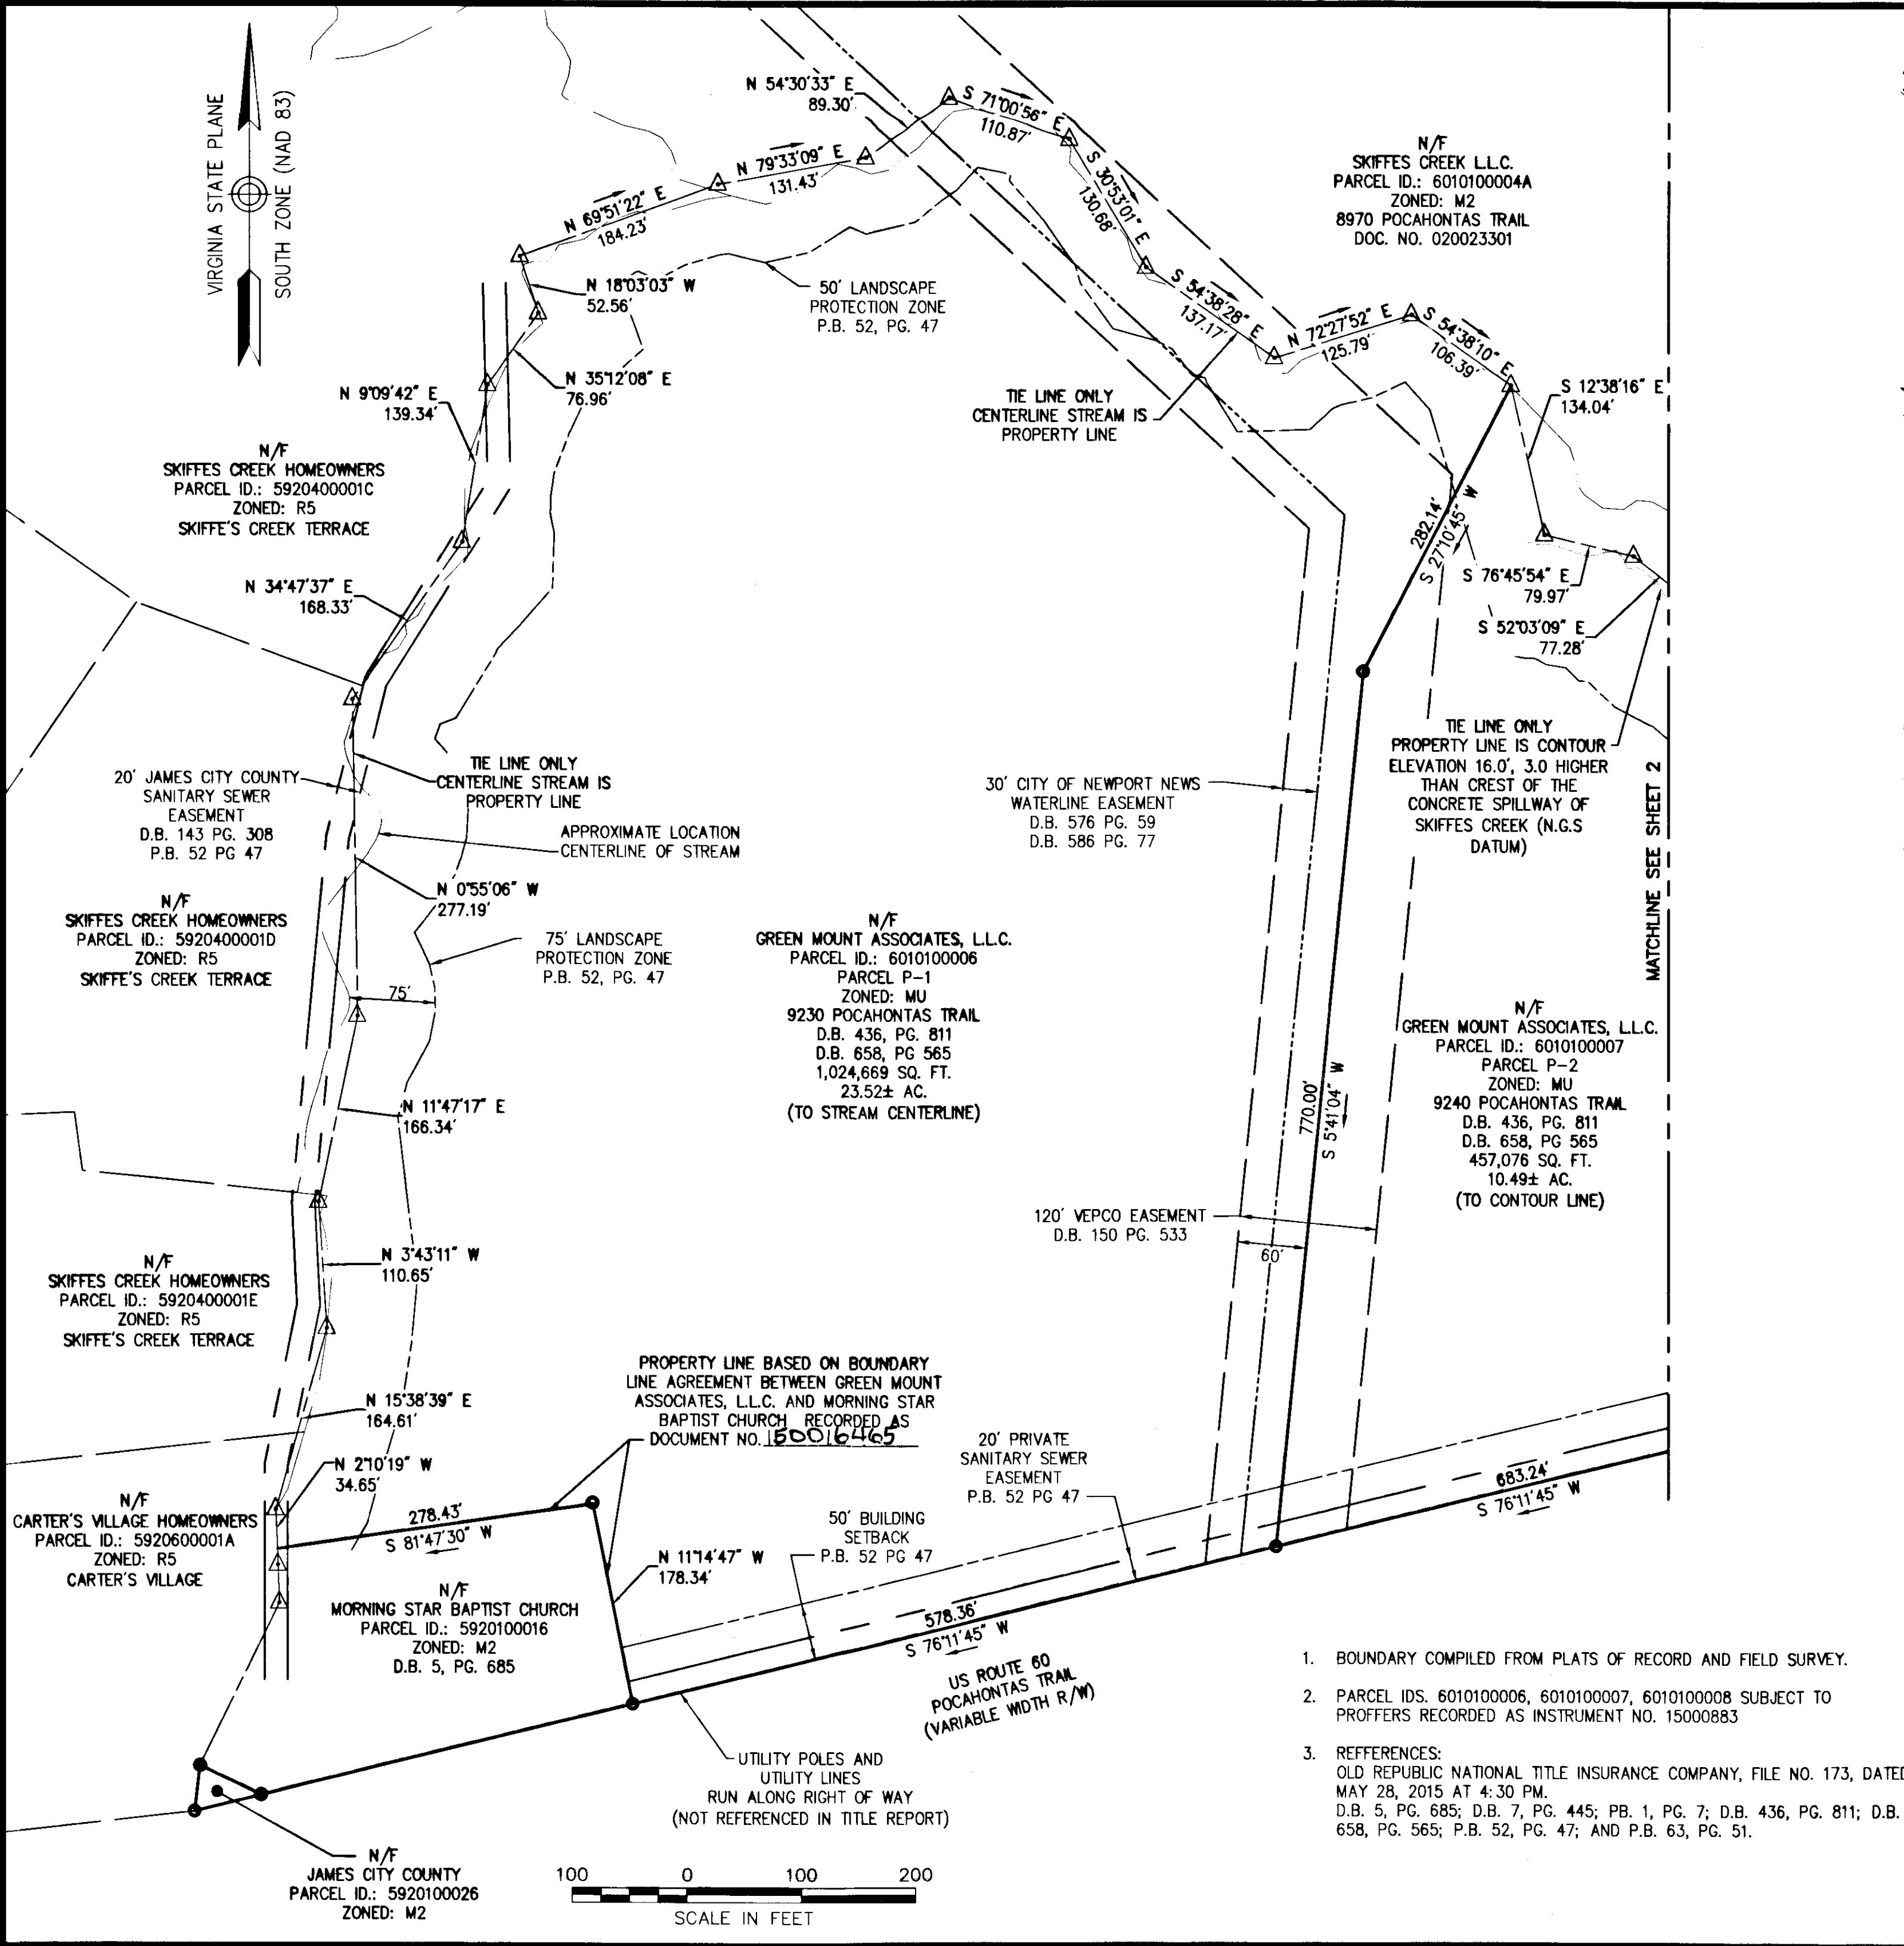 VIRGINIA STATE PLANE
SOUTH ZONE (NAD 83)
N 54°30'33" E
89.30'
S 71°00'56" E
110.87'
N 79°33'09" E
131.43'
N 69°51'22" E
184.23'
S 30°53'01" E
130.68'
N/F
SKIFFES CREEK L.L.C.
PARCEL ID.: 6010100004A
ZONED: M2
8970 POCAHONTAS TRAIL
DOC. NO. 020023301
N 18°03'03" W
52.56'
50' LANDSCAPE
PROTECTION ZONE
P.B. 52, PG. 47
S 54°38'28" E
137.17'
N 72°27'52" E
125.79'
S 54°38'10" E
106.39'
S 12°38'16" E
134.04'
N 35°12'08" E
76.96'
N 9°09'42" E
139.34'
TIE LINE ONLY
CENTERLINE STREAM IS
PROPERTY LINE
N/F
SKIFFES CREEK HOMEOWNERS
PARCEL ID.: 5920400001C
ZONED: R5
SKIFFE'S CREEK TERRACE
282.14'
S 27°10'45" W
S 76°45'54" E
79.97'
S 52°03'09" E
77.28'
N 34°47'37" E
168.33'
TIE LINE ONLY
PROPERTY LINE IS CONTOUR
ELEVATION 16.0', 3.0 HIGHER
THAN CREST OF THE
CONCRETE SPILLWAY OF
SKIFFES CREEK (N.G.S
DATUM)
MATCHLINE SEE SHEET 2
20' JAMES CITY COUNTY
SANITARY SEWER
EASEMENT
D.B. 143 PG. 308
P.B. 52 PG 47
TIE LINE ONLY
CENTERLINE STREAM IS
PROPERTY LINE
APPROXIMATE LOCATION
CENTERLINE OF STREAM
30' CITY OF NEWPORT NEWS
WATERLINE EASEMENT
D.B. 576 PG. 59
D.B. 586 PG. 77
N 0°55'06" W
277.19'
N/F
SKIFFES CREEK HOMEOWNERS
PARCEL ID.: 5920400001D
ZONED: R5
SKIFFE'S CREEK TERRACE
75' LANDSCAPE
PROTECTION ZONE
P.B. 52, PG. 47
75'
N/F
GREEN MOUNT ASSOCIATES, L.L.C.
PARCEL ID.: 6010100006
PARCEL P-1
ZONED: MU
9230 POCAHONTAS TRAIL
D.B. 436, PG. 811
D.B. 658, PG 565
1,024,669 SQ. FT.
23.52± AC.
(TO STREAM CENTERLINE)
770.00'
S 5°41'04" W
N/F
GREEN MOUNT ASSOCIATES, L.L.C.
PARCEL ID.: 6010100007
PARCEL P-2
ZONED: MU
9240 POCAHONTAS TRAIL
D.B. 436, PG. 811
D.B. 658, PG 565
457,076 SQ. FT.
10.49± AC.
(TO CONTOUR LINE)
N 11°47'17" E
166.34'
120' VEPCO EASEMENT
D.B. 150 PG. 533
60'
N 3°43'11" W
110.65'
N/F
SKIFFES CREEK HOMEOWNERS
PARCEL ID.: 5920400001E
ZONED: R5
SKIFFE'S CREEK TERRACE
PROPERTY LINE BASED ON BOUNDARY
LINE AGREEMENT BETWEEN GREEN MOUNT
ASSOCIATES, L.L.C. AND MORNING STAR
BAPTIST CHURCH RECORDED AS
DOCUMENT NO. 150016465
N 15°38'39" E
164.61'
N 2°10'19" W
34.65'
278.43'
S 81°47'30" W
20' PRIVATE
SANITARY SEWER
EASEMENT
P.B. 52 PG 47
683.24'
S 76°11'45" W
N/F
CARTER'S VILLAGE HOMEOWNERS
PARCEL ID.: 5920600001A
ZONED: R5
CARTER'S VILLAGE
50' BUILDING
SETBACK
P.B. 52 PG 47
N 11°14'47" W
178.34'
N/F
MORNING STAR BAPTIST CHURCH
PARCEL ID.: 5920100016
ZONED: M2
D.B. 5, PG. 685
578.36'
S 76°11'45" W
US ROUTE 60
POCAHONTAS TRAIL
(VARIABLE WIDTH R/W)
UTILITY POLES AND
UTILITY LINES
RUN ALONG RIGHT OF WAY
(NOT REFERENCED IN TITLE REPORT)
1. BOUNDARY COMPILED FROM PLATS OF RECORD AND FIELD SURVEY.
2. PARCEL IDS. 6010100006, 6010100007, 6010100008 SUBJECT TO
PROFFERS RECORDED AS INSTRUMENT NO. 15000883
3. REFFERENCES:
OLD REPUBLIC NATIONAL TITLE INSURANCE COMPANY, FILE NO. 173, DATED
MAY 28, 2015 AT 4:30 PM.
D.B. 5, PG. 685; D.B. 7, PG. 445; PB. 1, PG. 7; D.B. 436, PG. 811; D.B.
658, PG. 565; P.B. 52, PG. 47; AND P.B. 63, PG. 51.
N/F
JAMES CITY COUNTY
PARCEL ID.: 5920100026
ZONED: M2
100 0 100 200
SCALE IN FEET